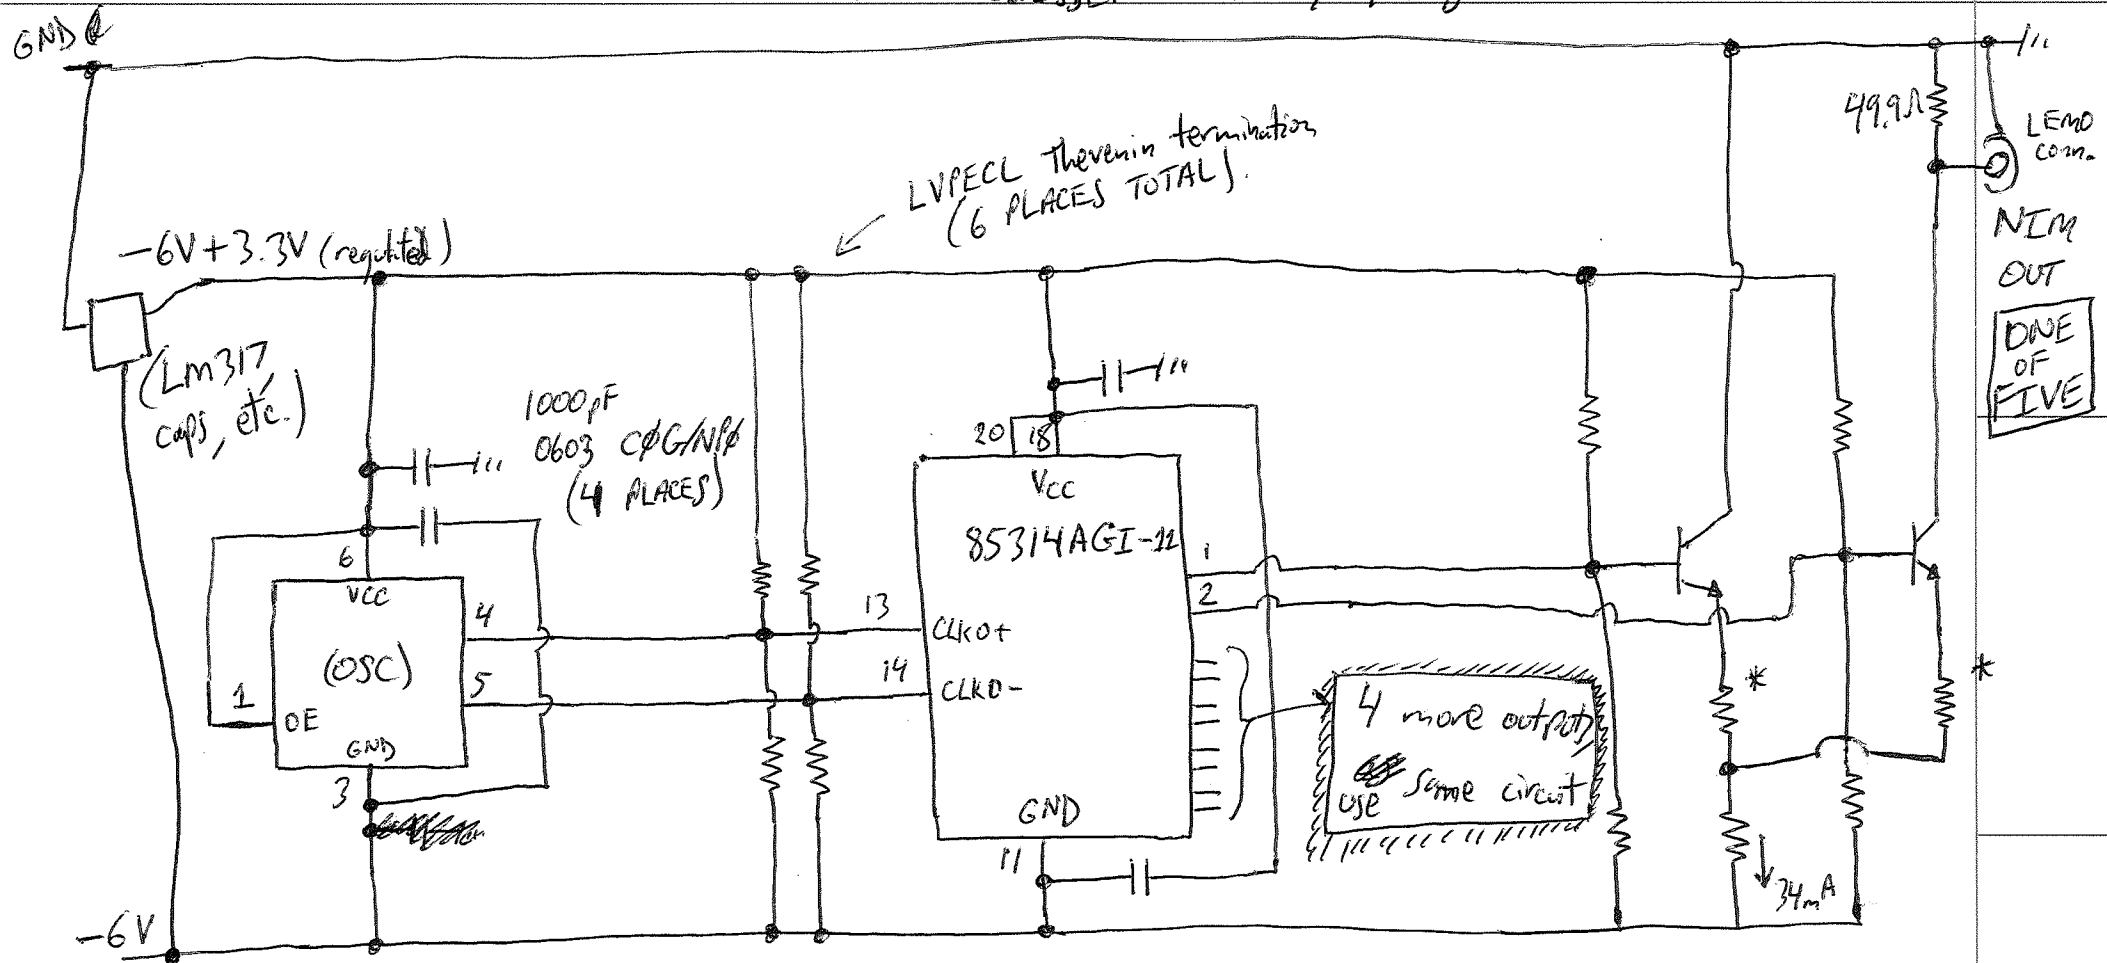 GND
LVPECL Thevenin termination
(6 PLACES TOTAL).
49.9Ω
LEMO
conn.
NIM
OUT
ONE
OF
FIVE
-6V+3.3V (regulated)
(LM317,
caps, etc.)
1000pF
0603 CØG/NPØ
(4 PLACES)
20
18
VCC
85314AGI-11
1
2
13
CLK0+
14
CLK0-
GND
11
6
VCC
4
(OSC)
5
1
OE
GND
3
4 more outputs
use same circuit
*
*
34mA
-6V